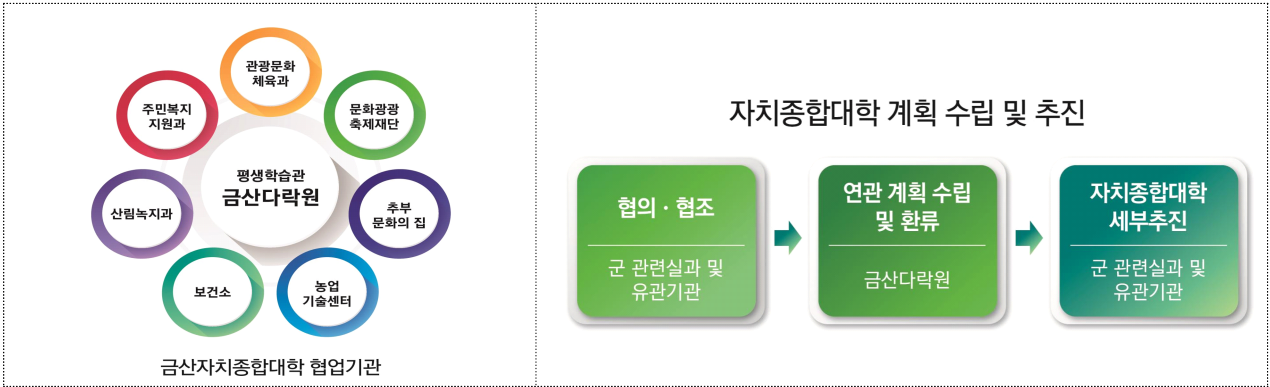 관광문화
체육과
주민복지
지원과
문화광광
축제재단
평생학습관
금산다락원
산림녹지과
추부
문화의 집
보건소
농업
기술센터
금산자치종합대학 협업기관
자치종합대학 계획 수립 및 추진
협의 · 협조
군 관련실과 및
유관기관
연관 계획 수립
및 환류
금산다락원
자치종합대학
세부추진
군 관련실과 및
유관기관